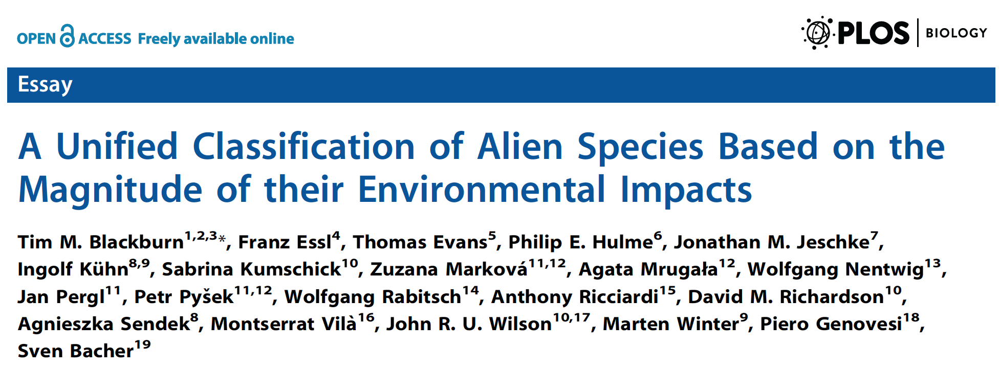 OPEN ACCESS Freely available online
PLOS | BIOLOGY
Essay
A Unified Classification of Alien Species Based on the
Magnitude of their Environmental Impacts
Tim M. Blackburn1,2,3*, Franz Essl4, Thomas Evans5, Philip E. Hulme6, Jonathan M. Jeschke7,
Ingolf Kühn8,9, Sabrina Kumschick10, Zuzana Marková11,12, Agata Mrugała12, Wolfgang Nentwig13,
Jan Pergl11, Petr Pyšek11,12, Wolfgang Rabitsch14, Anthony Ricciardi15, David M. Richardson10,
Agnieszka Sendek8, Montserrat Vilà16, John R. U. Wilson10,17, Marten Winter9, Piero Genovesi18,
Sven Bacher19